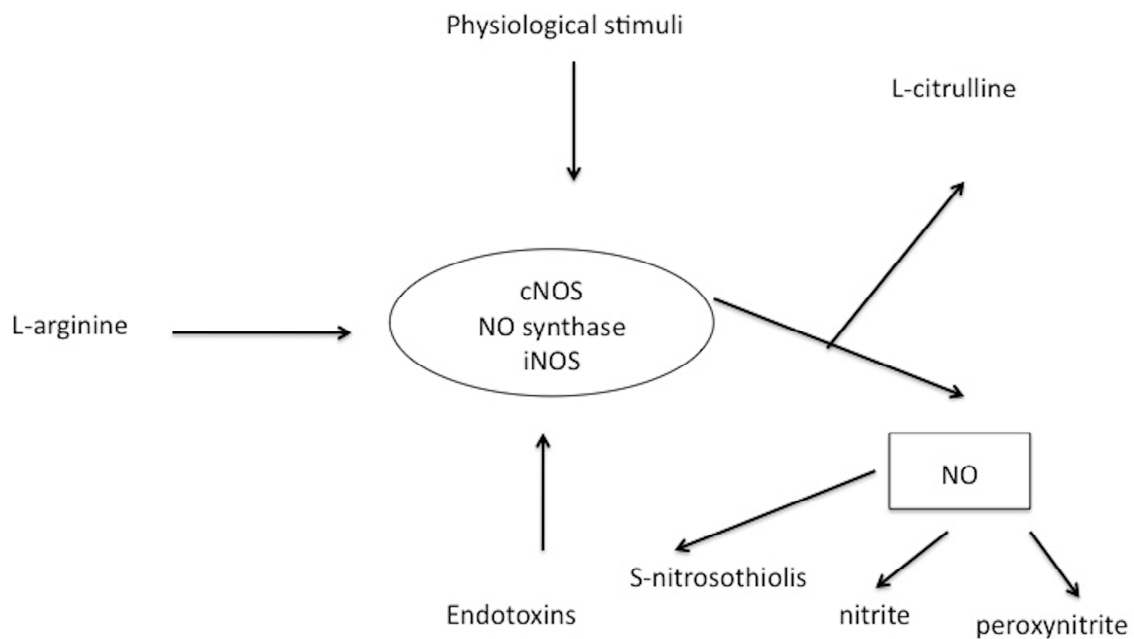 Physiological stimuli
L-citrulline
cNOS
L-arginine
NO synthase
iNOS
NO
S-nitrosothiolis
Endotoxins
nitrite
peroxynitrite